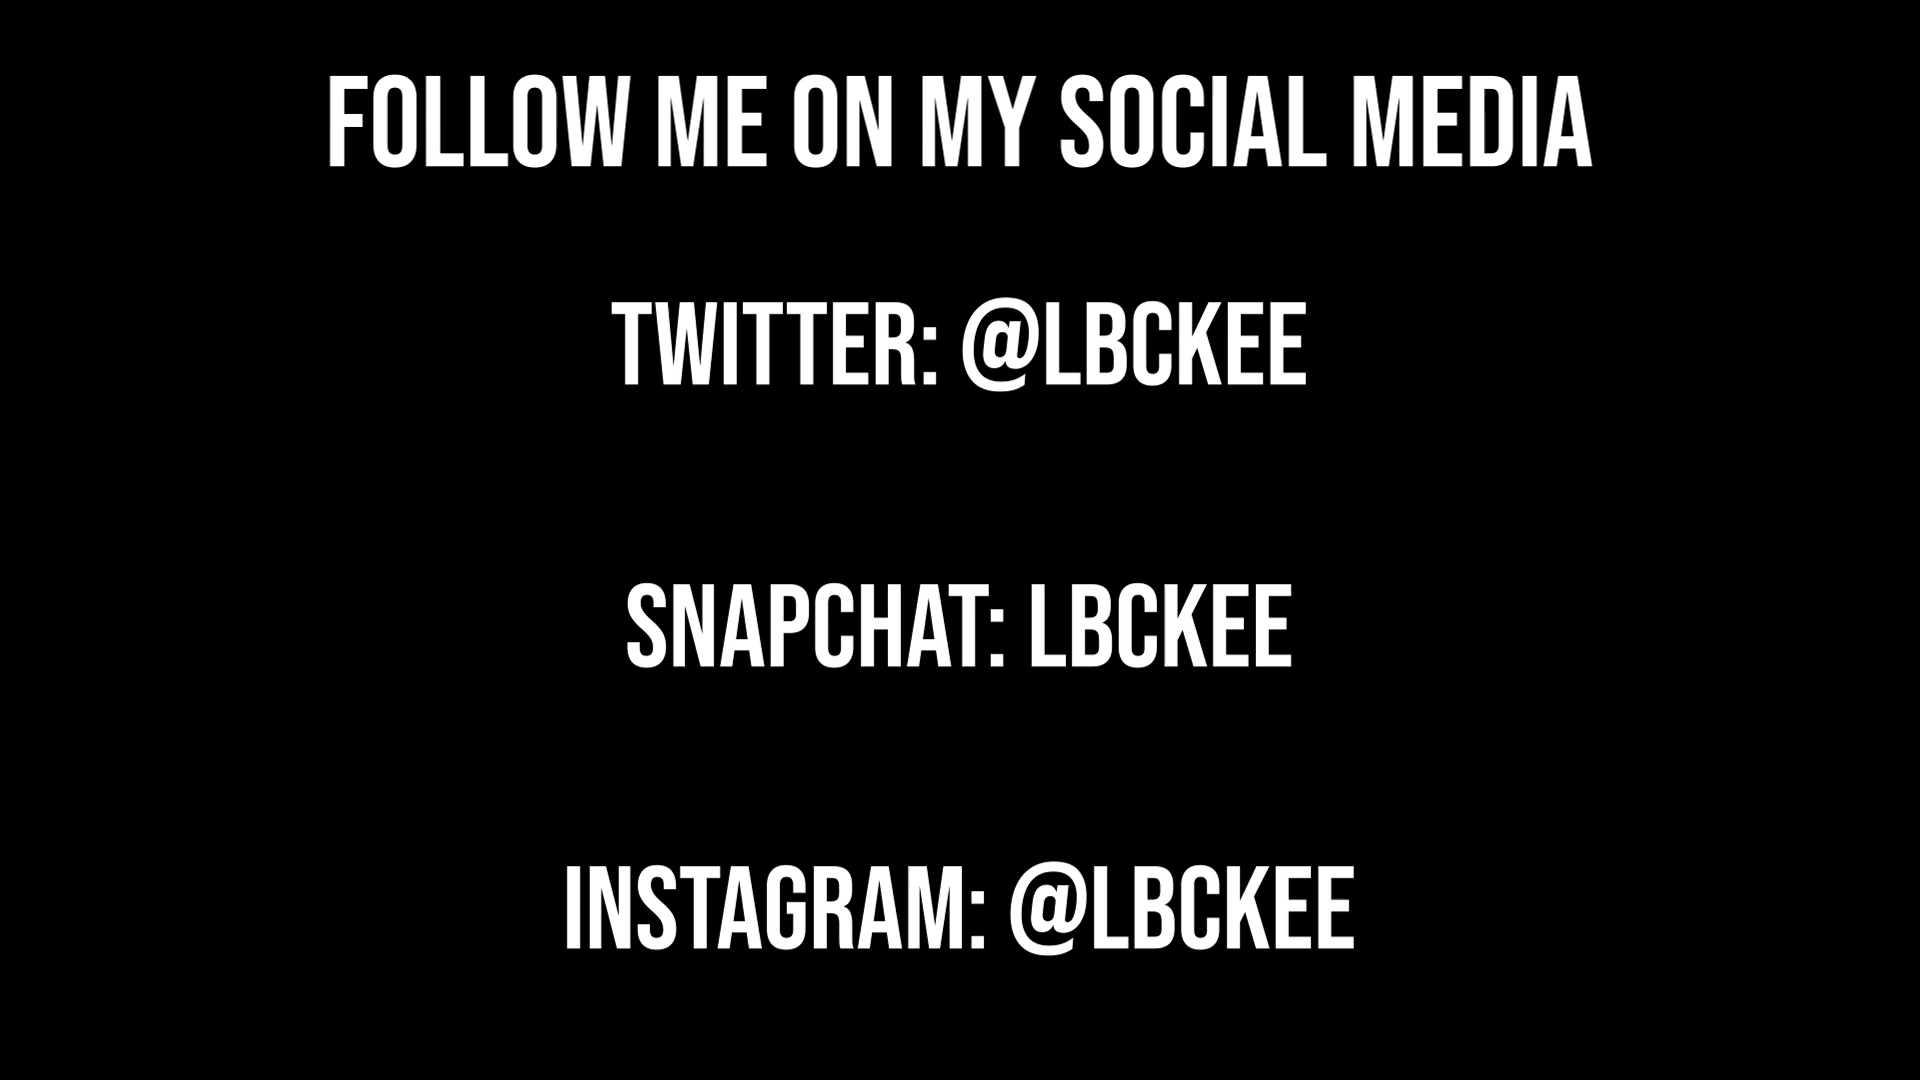 FOLLOW ME ON MY SOCIAL MEDIA
TWITTER: @LBCKEE
SNAPCHAT: LBCKEE
INSTAGRAM: @LBCKEE